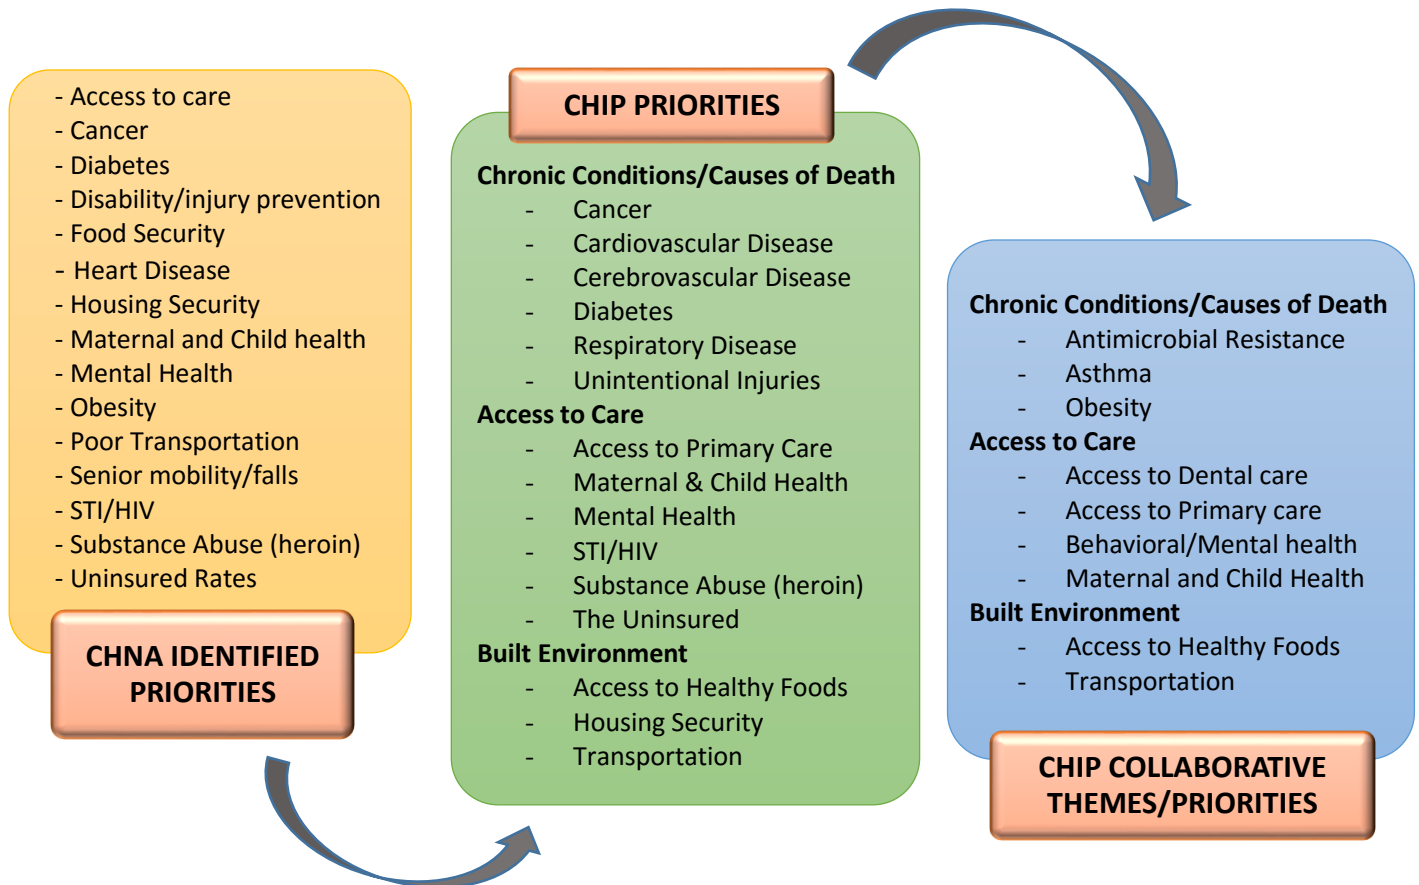 - Access to care
- Cancer
- Diabetes
- Disability/injury prevention
- Food Security
- Heart Disease
- Housing Security
- Maternal and Child health
- Mental Health
- Obesity
- Poor Transportation
- Senior mobility/falls
- STI/HIV
- Substance Abuse (heroin)
- Uninsured Rates
CHNA IDENTIFIED
PRIORITIES
CHIP PRIORITIES
Chronic Conditions/Causes of Death
- Cancer
- Cardiovascular Disease
- Cerebrovascular Disease
- Diabetes
- Respiratory Disease
- Unintentional Injuries
Access to Care
- Access to Primary Care
- Maternal & Child Health
- Mental Health
- STI/HIV
- Substance Abuse (heroin)
- The Uninsured
Built Environment
- Access to Healthy Foods
- Housing Security
- Transportation
Chronic Conditions/Causes of Death
- Antimicrobial Resistance
- Asthma
- Obesity
Access to Care
- Access to Dental care
- Access to Primary care
- Behavioral/Mental health
- Maternal and Child Health
Built Environment
- Access to Healthy Foods
- Transportation
CHIP COLLABORATIVE
THEMES/PRIORITIES